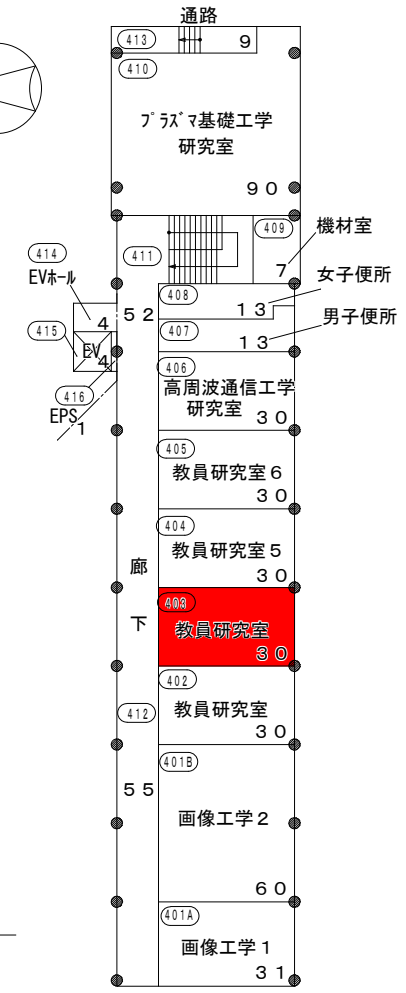 通路
413
9
410
プラズマ基礎工学
研究室
90
409
機材室
411
7
414
EVホール
408
女子便所
4
52
13
415
407
男子便所
EV
4
13
416
406
高周波通信工学
研究室
30
EPS
1
405
教員研究室6
30
404
教員研究室5
30
廊
下
403
教員研究室
30
402
教員研究室
30
412
401B
55
画像工学2
60
401A
画像工学1
31